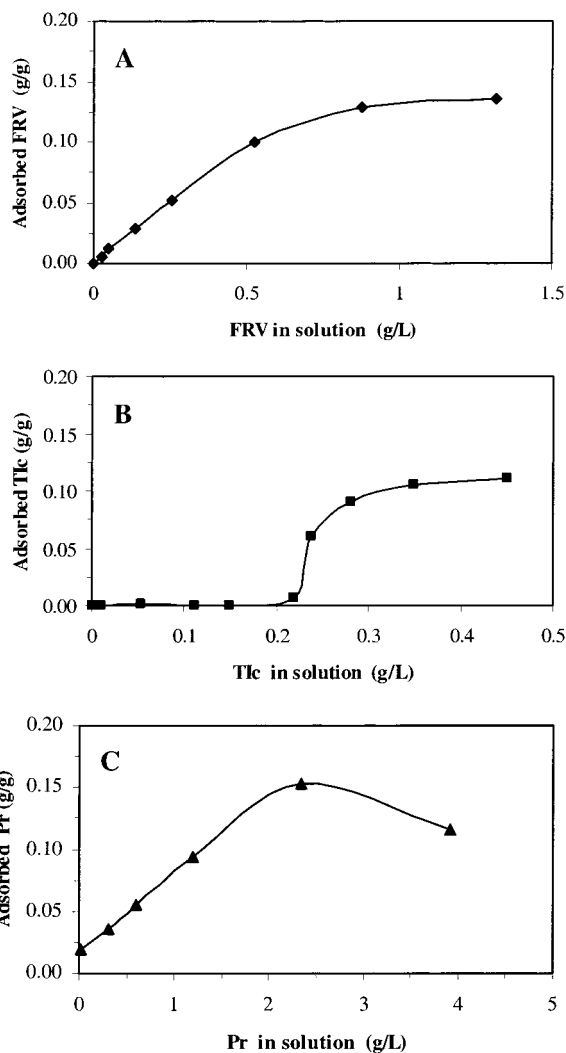 A
Adsorbed FRV (g/g)
0.20
0.15
0.10
0.05
0.00
0 0.5 1 1.5
FRV in solution (g/L)
B
Adsorbed Tlc (g/g)
0.20
0.15
0.10
0.05
0.00
0 0.1 0.2 0.3 0.4 0.5
Tlc in solution (g/L)
C
Adsorbed Pr (g/g)
0.20
0.15
0.10
0.05
0.00
0 1 2 3 4 5
Pr in solution (g/L)